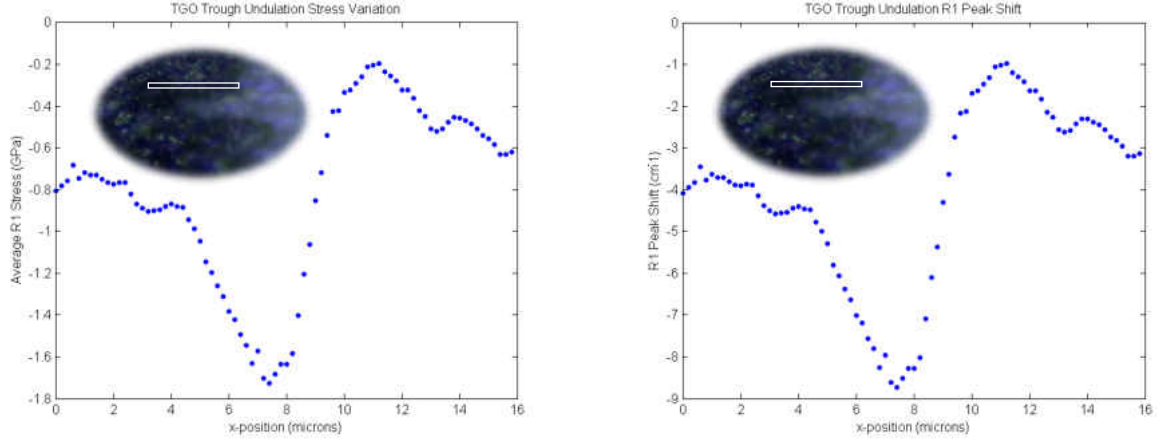 TGO Trough Undulation Stress Variation
0
-0.2
-0.4
-0.6
-0.8
-1
-1.2
-1.4
-1.6
-1.8
Average R1 Stress (GPa)
0 2 4 6 8 10 12 14 16
x-position (microns)
TGO Trough Undulation R1 Peak Shift
0
-1
-2
-3
-4
-5
-6
-7
-8
-9
R1 Peak Shift (cm-1)
0 2 4 6 8 10 12 14 16
x-position (microns)